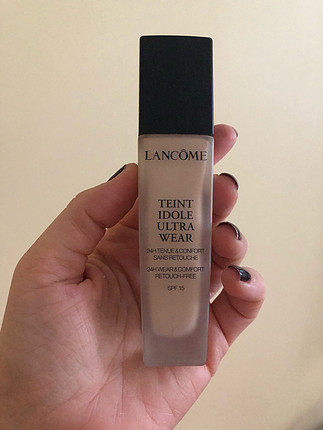 LANCÔME
TEINT
IDOLE
ULTRA
WEAR
24H TENUE & CONFORT
SANS RETOUCHE
24H WEAR & COMFORT
RETOUCH-FREE
SPF 15